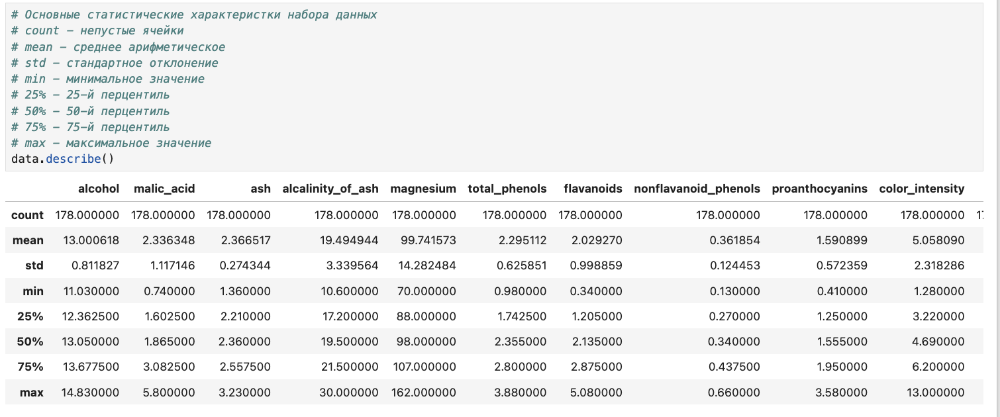 # Основные статистические характеристки набора данных
# count – непустые ячейки
# mean – среднее арифметическое
# std – стандартное отклонение
# min – минимальное значение
# 25% – 25-й перцентиль
# 50% – 50-й перцентиль
# 75% – 75-й перцентиль
# max – максимальное значение
data.describe()
alcohol malic_acid ash alcalinity_of_ash magnesium total_phenols flavanoids nonflavanoid_phenols proanthocyanins color_intensity
count 178.000000 178.000000 178.000000 178.000000 178.000000 178.000000 178.000000 178.000000 178.000000 178.000000
mean 13.000618 2.336348 2.366517 19.494944 99.741573 2.295112 2.029270 0.361854 1.590899 5.058090
std 0.811827 1.117146 0.274344 3.339564 14.282484 0.625851 0.998859 0.124453 0.572359 2.318286
min 11.030000 0.740000 1.360000 10.600000 70.000000 0.980000 0.340000 0.130000 0.410000 1.280000
25% 12.362500 1.602500 2.210000 17.200000 88.000000 1.742500 1.205000 0.270000 1.250000 3.220000
50% 13.050000 1.865000 2.360000 19.500000 98.000000 2.355000 2.135000 0.340000 1.555000 4.690000
75% 13.677500 3.082500 2.557500 21.500000 107.000000 2.800000 2.875000 0.437500 1.950000 6.200000
max 14.830000 5.800000 3.230000 30.000000 162.000000 3.880000 5.080000 0.660000 3.580000 13.000000